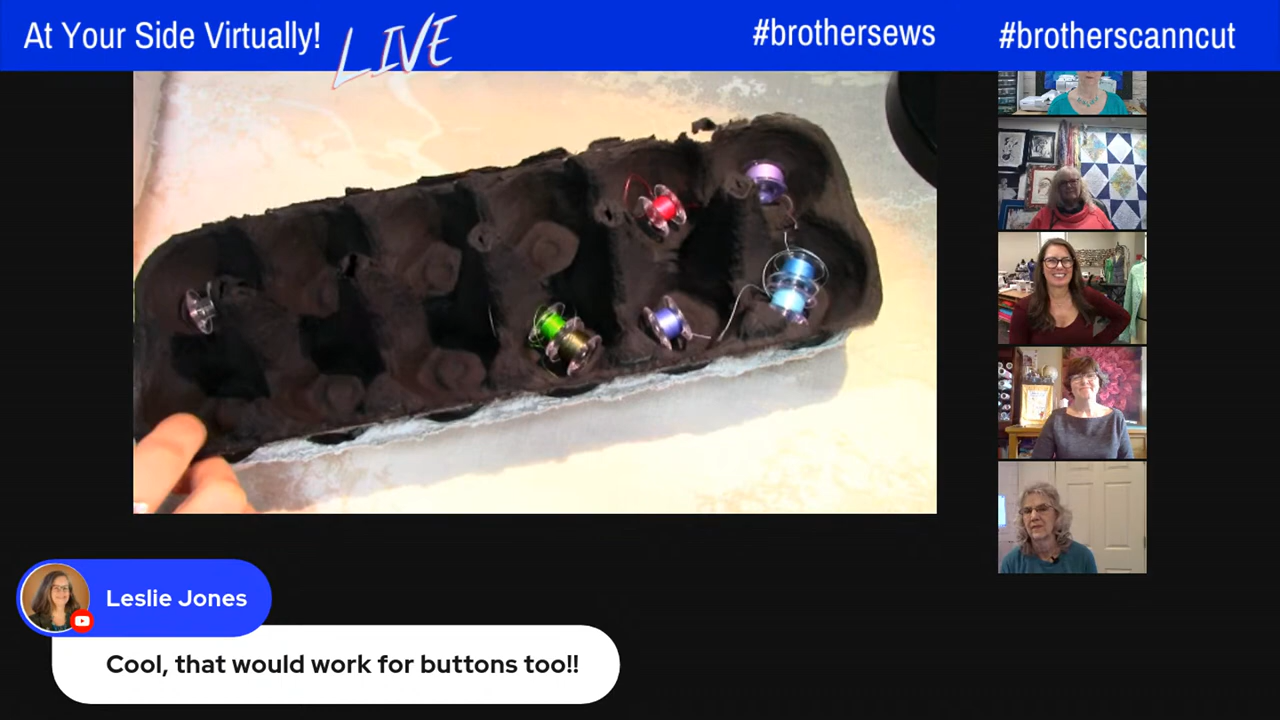 At Your Side Virtually! LIVE
#brothersews
#brotherscanncut
Leslie Jones
Cool, that would work for buttons too!!